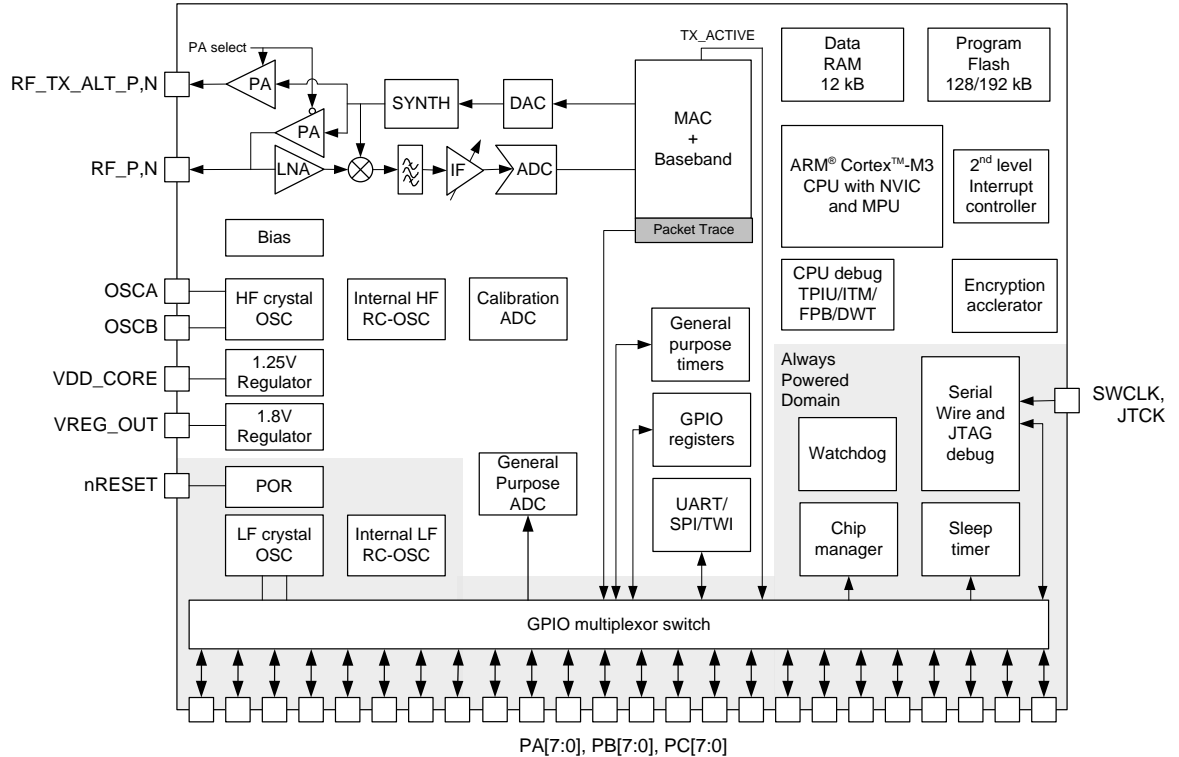 TX_ACTIVE
PA select
RF_TX_ALT_P,N
PA
SYNTH
DAC
MAC
+
Baseband
Data
RAM
12 kB
Program
Flash
128/192 kB
PA
RF_P,N
LNA
IF
ADC
ARM® Cortex™-M3
CPU with NVIC
and MPU
2nd level
Interrupt
controller
Packet Trace
Bias
OSCA
OSCB
HF crystal
OSC
Internal HF
RC-OSC
Calibration
ADC
CPU debug
TPIU/ITM/
FPB/DWT
Encryption
acclerator
General
purpose
timers
VDD_CORE
1.25V
Regulator
Always
Powered
Domain
Serial
Wire and
JTAG
debug
SWCLK,
JTCK
VREG_OUT
1.8V
Regulator
GPIO
registers
Watchdog
nRESET
POR
General
Purpose
ADC
UART/
SPI/TWI
LF crystal
OSC
Internal LF
RC-OSC
Chip
manager
Sleep
timer
GPIO multiplexor switch
PA[7:0], PB[7:0], PC[7:0]